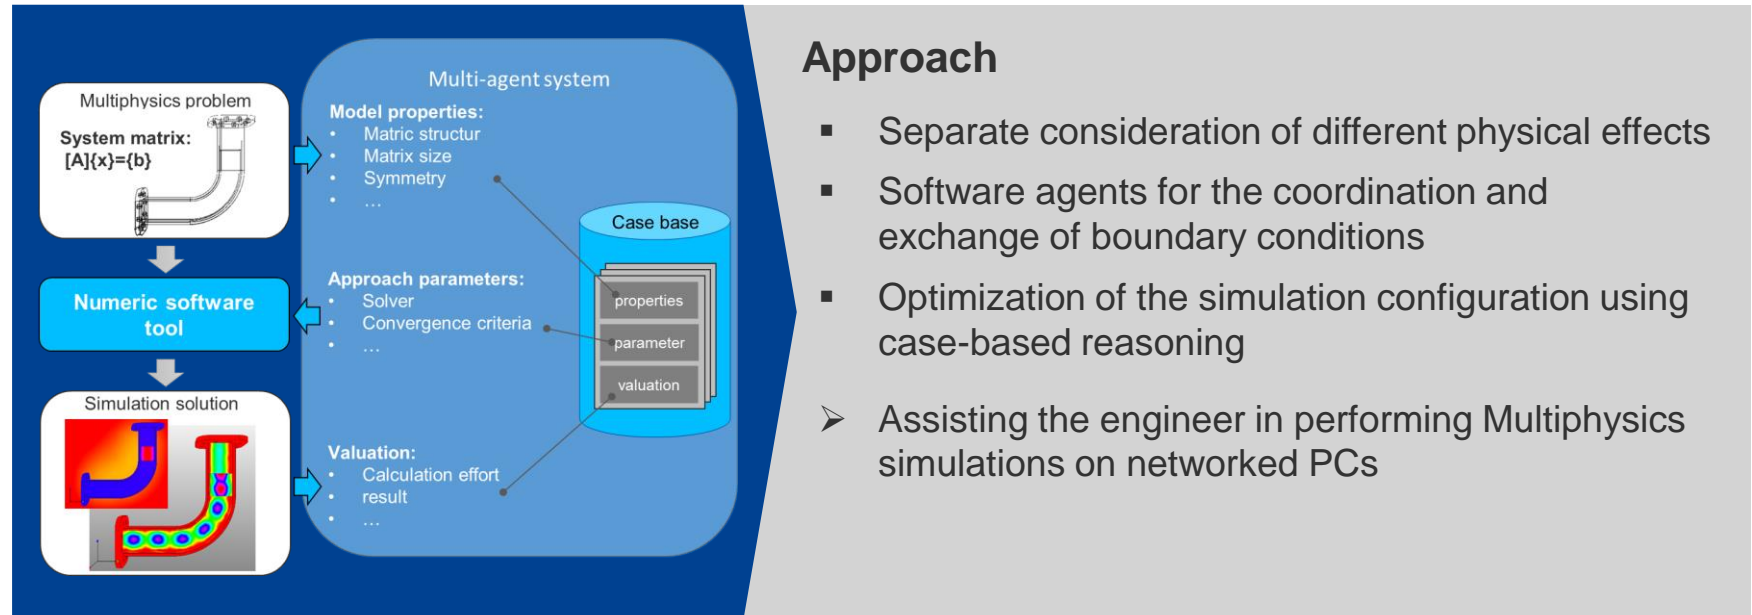 Multiphysics problem
System matrix:
[A]{x}={b}
Numeric software
tool
Simulation solution
Multi-agent system
Model properties:
• Matric structur
• Matrix size
• Symmetry
• …
Approach parameters:
• Solver
• Convergence criteria
• …
Valuation:
• Calculation effort
• result
• …
Case base
properties
parameter
valuation
Approach
▪ Separate consideration of different physical effects
▪ Software agents for the coordination and
exchange of boundary conditions
▪ Optimization of the simulation configuration using
case-based reasoning
➢ Assisting the engineer in performing Multiphysics
simulations on networked PCs